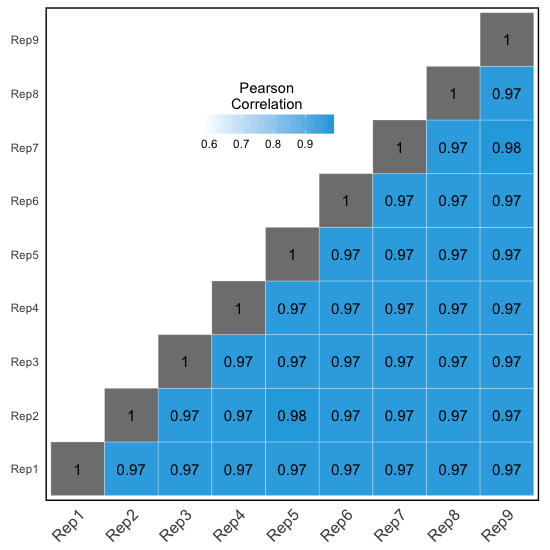 Rep9 1
Rep8 1 0.97
Pearson
Correlation
0.6 0.7 0.8 0.9
Rep7 1 0.97 0.98
Rep6 1 0.97 0.97 0.97
Rep5 1 0.97 0.97 0.97 0.97
Rep4 1 0.97 0.97 0.97 0.97 0.97
Rep3 1 0.97 0.97 0.97 0.97 0.97 0.97
Rep2 1 0.97 0.97 0.98 0.97 0.97 0.97 0.97
Rep1 1 0.97 0.97 0.97 0.97 0.97 0.97 0.97 0.97
Rep1 Rep2 Rep3 Rep4 Rep5 Rep6 Rep7 Rep8 Rep9